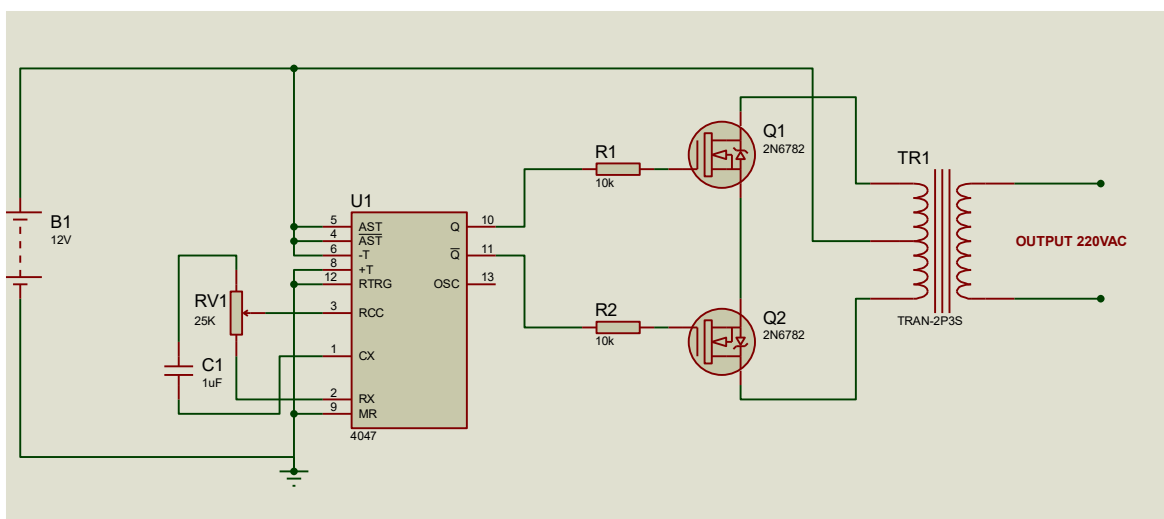 B1
12V
RV1
25K
C1
1uF
U1
5
4
6
8
12
3
1
2
9
AST
AST
-T
+T
RTRG
RCC
CX
RX
MR
Q
Q
OSC
10
11
13
4047
R1
10k
R2
10k
Q1
2N6782
Q2
2N6782
TR1
TRAN-2P3S
OUTPUT 220VAC